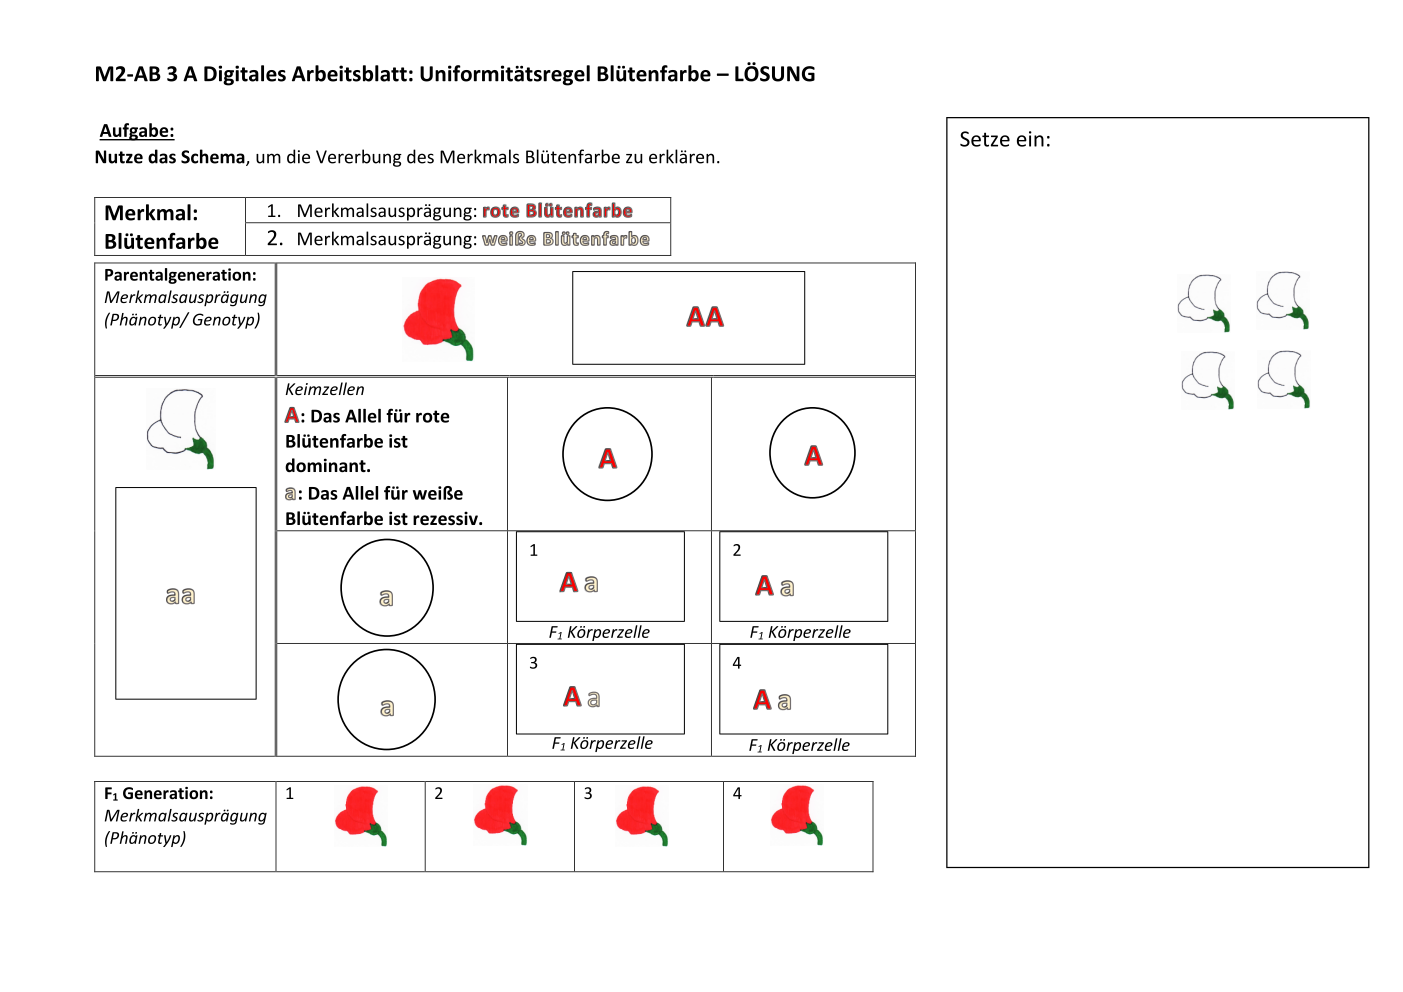 M2-AB 3 A Digitales Arbeitsblatt: Uniformitätsregel Blütenfarbe – LÖSUNG
Aufgabe:
Nutze das Schema, um die Vererbung des Merkmals Blütenfarbe zu erklären.
Setze ein:
Merkmal:
Blütenfarbe
1. Merkmalsausprägung: rote Blütenfarbe
2. Merkmalsausprägung: weiße Blütenfarbe
Parentalgeneration:
Merkmalsausprägung
(Phänotyp/ Genotyp)
AA
Keimzellen
A: Das Allel für rote
Blütenfarbe ist
dominant.
a: Das Allel für weiße
Blütenfarbe ist rezessiv.
A
A
aa
a
1
A a
F1 Körperzelle
2
A a
F1 Körperzelle
a
3
A a
F1 Körperzelle
4
A a
F1 Körperzelle
F1 Generation:
Merkmalsausprägung
(Phänotyp)
1
2
3
4